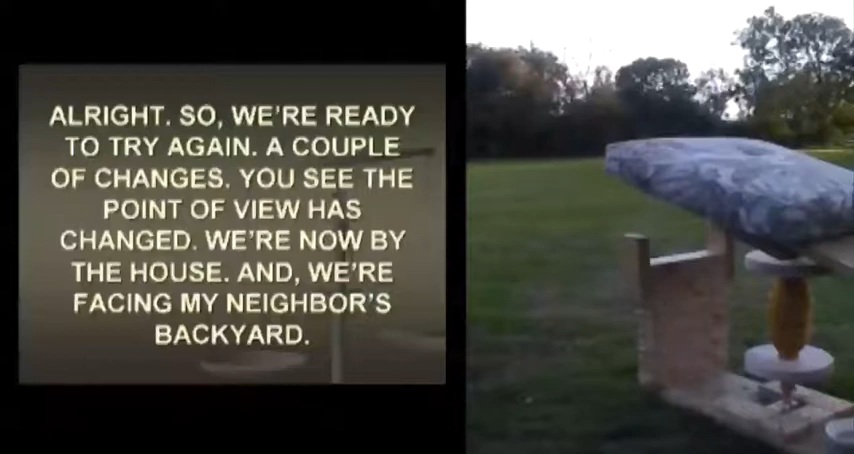 ALRIGHT. SO, WE'RE READY
TO TRY AGAIN. A COUPLE
OF CHANGES. YOU SEE THE
POINT OF VIEW HAS
CHANGED. WE'RE NOW BY
THE HOUSE. AND, WE'RE
FACING MY NEIGHBOR'S
BACKYARD.